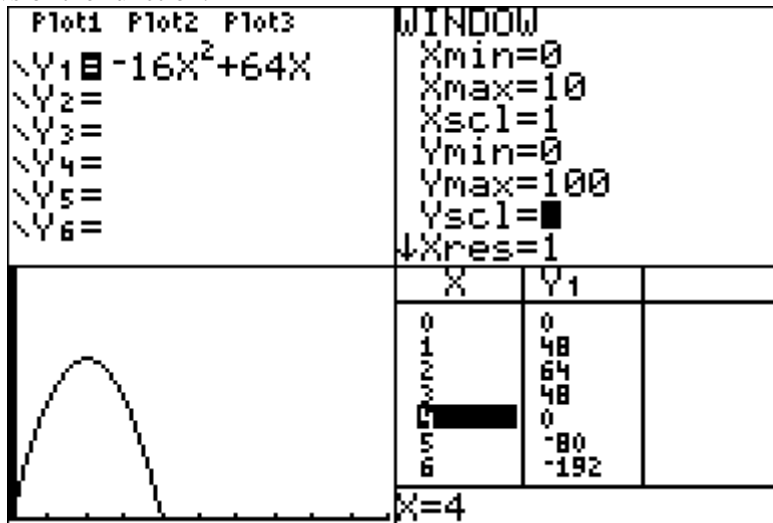 Plot1 Plot2 Plot3
\Y₁=-16X²+64X
\Y₂=
\Y₃=
\Y₄=
\Y₅=
\Y₆=
WINDOW
Xmin=0
Xmax=10
Xscl=1
Ymin=0
Ymax=100
Yscl=
↓Xres=1
X Y₁
0 0
1 48
2 64
3 48
4 0
5 -80
6 -192
X=4